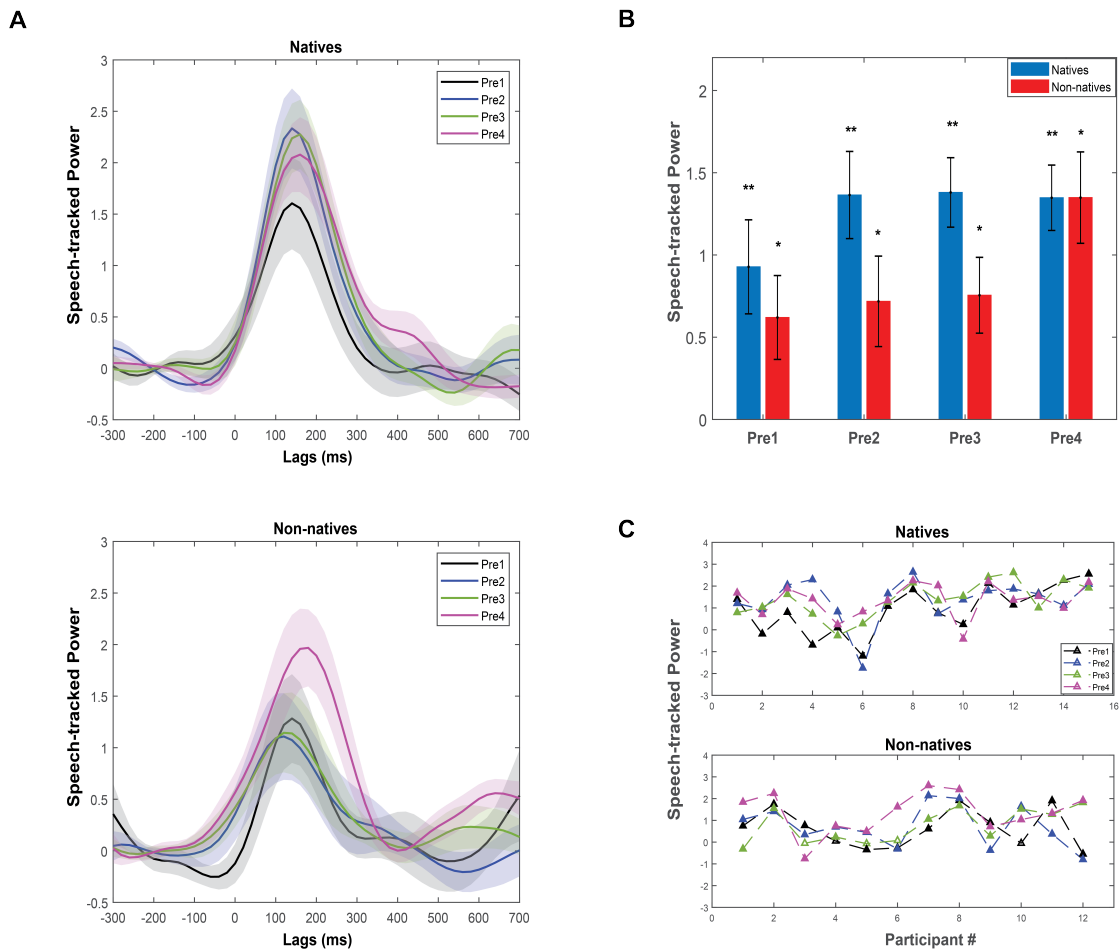 A
Natives
3
2.5
2
1.5
1
0.5
0
-0.5
Speech-tracked Power
Pre1
Pre2
Pre3
Pre4
-300 -200 -100 0 100 200 300 400 500 600 700
Lags (ms)
Non-natives
3
2.5
2
1.5
1
0.5
0
-0.5
Speech-tracked Power
Pre1
Pre2
Pre3
Pre4
-300 -200 -100 0 100 200 300 400 500 600 700
Lags (ms)
B
2
1.5
1
0.5
0
Speech-tracked Power
Natives
Non-natives
** * ** * ** * ** *
Pre1 Pre2 Pre3 Pre4
C
Natives
4
3
2
1
0
-1
-2
-3
Pre1
Pre2
Pre3
Pre4
0 2 4 6 8 10 12 14 16
Speech-tracked Power
Non-natives
4
3
2
1
0
-1
-2
-3
0 2 4 6 8 10 12
Participant #